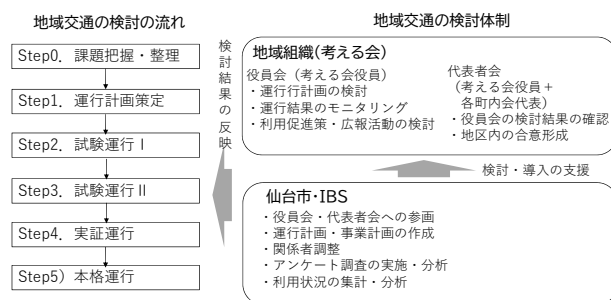 地域交通の検討の流れ
Step0. 課題把握・整理
Step1. 運行計画策定
Step2. 試験運行Ⅰ
Step3. 試験運行Ⅱ
Step4. 実証運行
Step5) 本格運行
検討結果の反映
地域交通の検討体制
地域組織(考える会)
役員会（考える会役員）
・運行行計画の検討
・運行結果のモニタリング
・利用促進策・広報活動の検討
代表者会
（考える会役員＋
各町内会代表）
・役員会の検討結果の確認
・地区内の合意形成
検討・導入の支援
仙台市・IBS
・役員会・代表者会への参画
・運行計画・事業計画の作成
・関係者調整
・アンケート調査の実施・分析
・利用状況の集計・分析